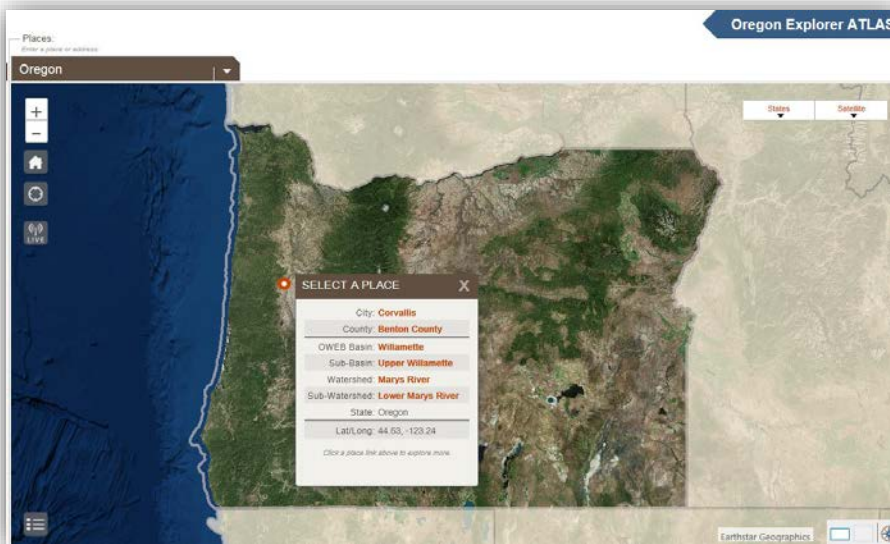 Oregon Explorer ATLAS
Places:
Enter a place or address
Oregon
+
−
States
Satellite
LIVE
SELECT A PLACE X
City: Corvallis
County: Benton County
OWEB Basin: Willamette
Sub-Basin: Upper Willamette
Watershed: Marys River
Sub-Watershed: Lower Marys River
State: Oregon
Lat/Long: 44.53, -123.24
Click a place link above to explore more.
Earthstar Geographics